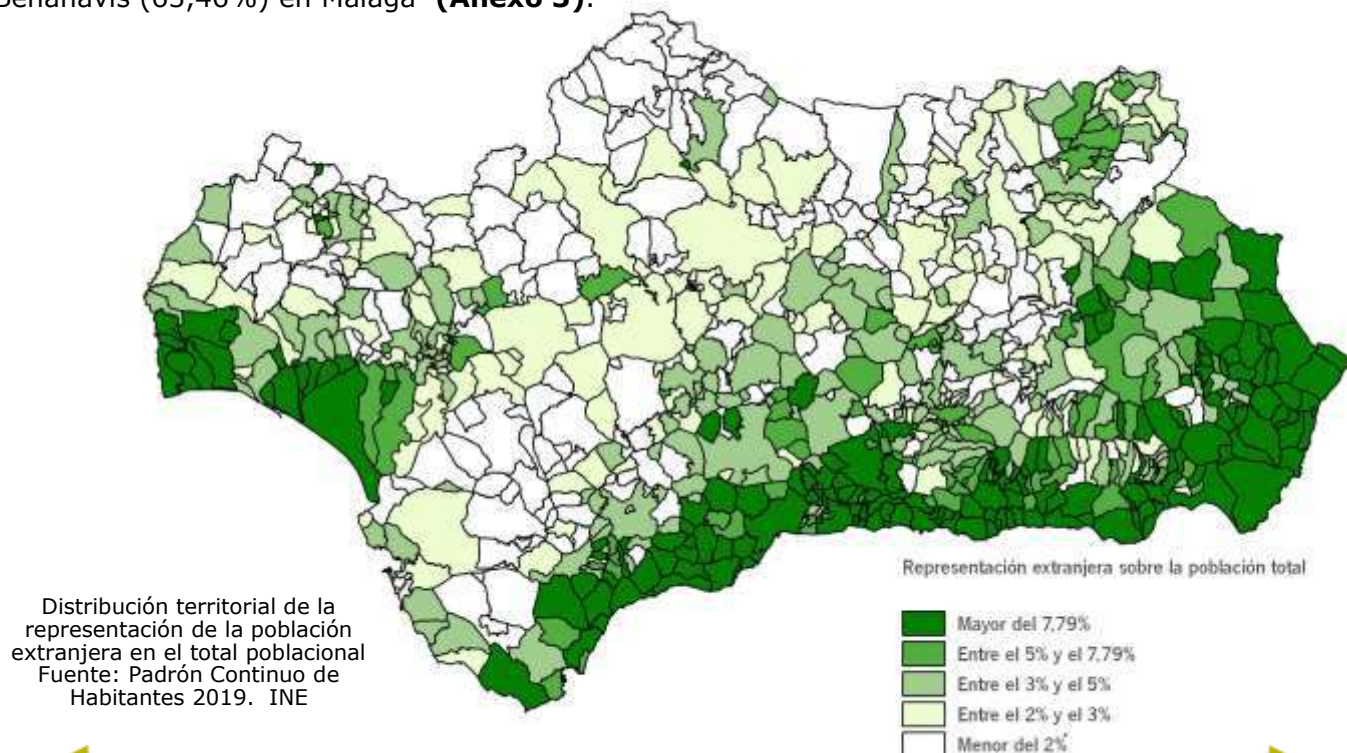 Benahavís (63,46%) en Málaga (Anexo 3).
Representación extranjera sobre la población total
Mayor del 7,79%
Entre el 5% y el 7,79%
Entre el 3% y el 5%
Entre el 2% y el 3%
Menor del 2%
Distribución territorial de la
representación de la población
extranjera en el total poblacional
Fuente: Padrón Continuo de
Habitantes 2019. INE